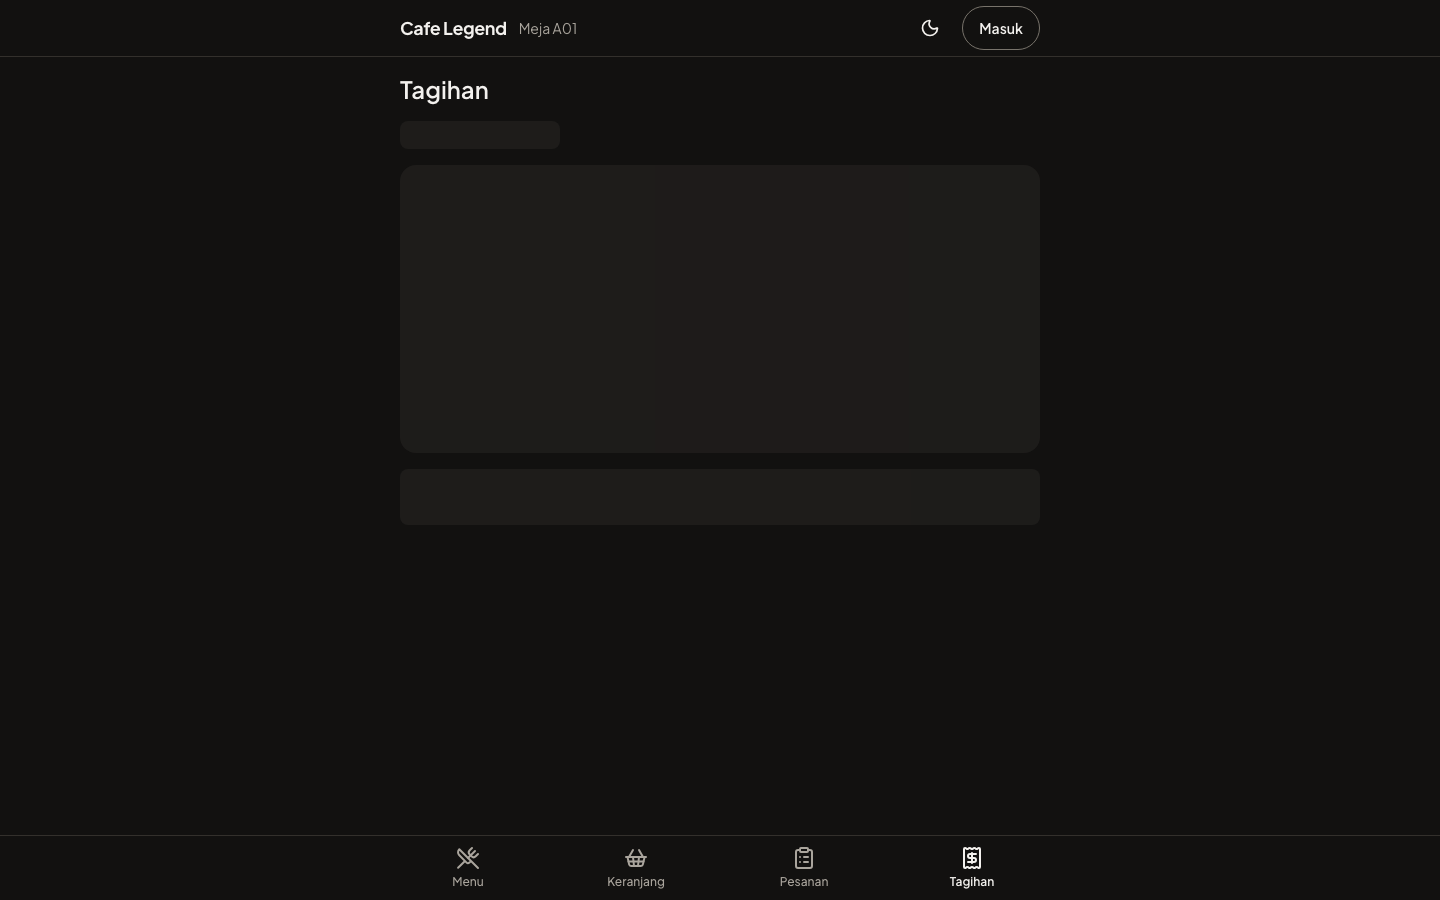 Cafe Legend Meja A01
Masuk
Tagihan
Menu
Keranjang
Pesanan
Tagihan